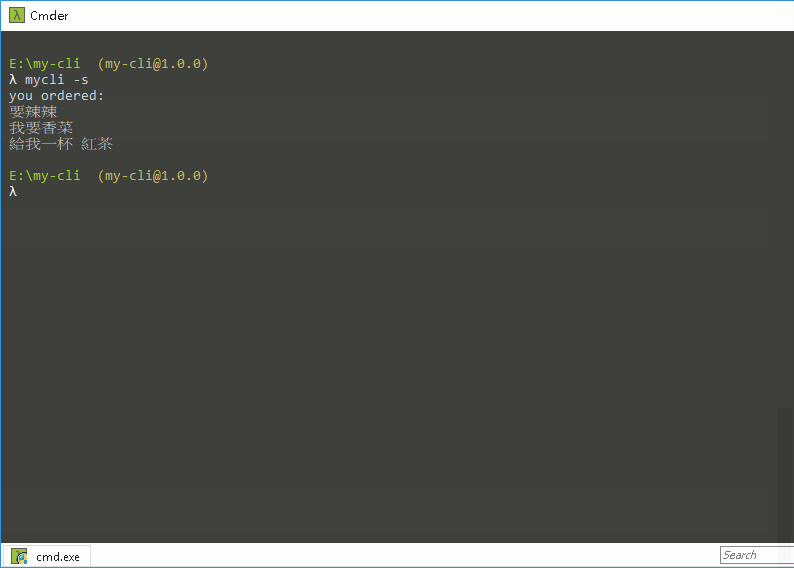 Cmder
E:\my-cli (my-cli@1.0.0)
λ mycli -s
you ordered:
要辣辣
我要香菜
給我一杯 紅茶
E:\my-cli (my-cli@1.0.0)
λ
cmd.exe
Search